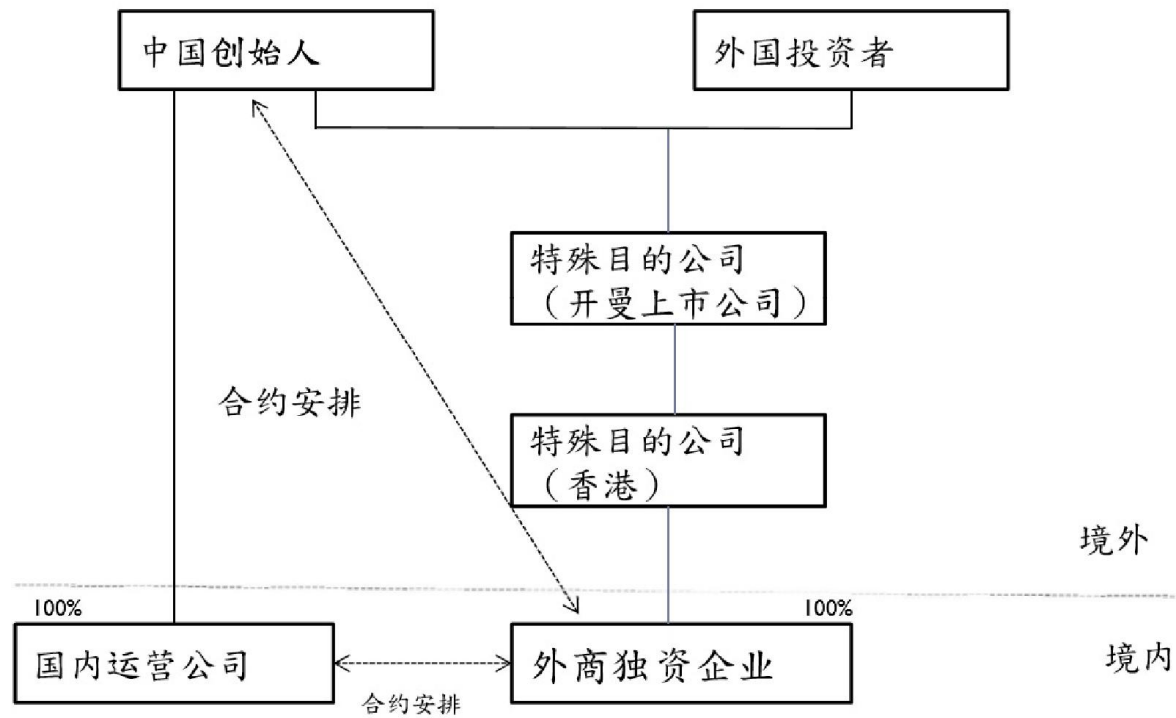 中国创始人
外国投资者
特殊目的公司
（开曼上市公司）
合约安排
特殊目的公司
（香港）
境外
100%
100%
国内运营公司
外商独资企业
境内
合约安排